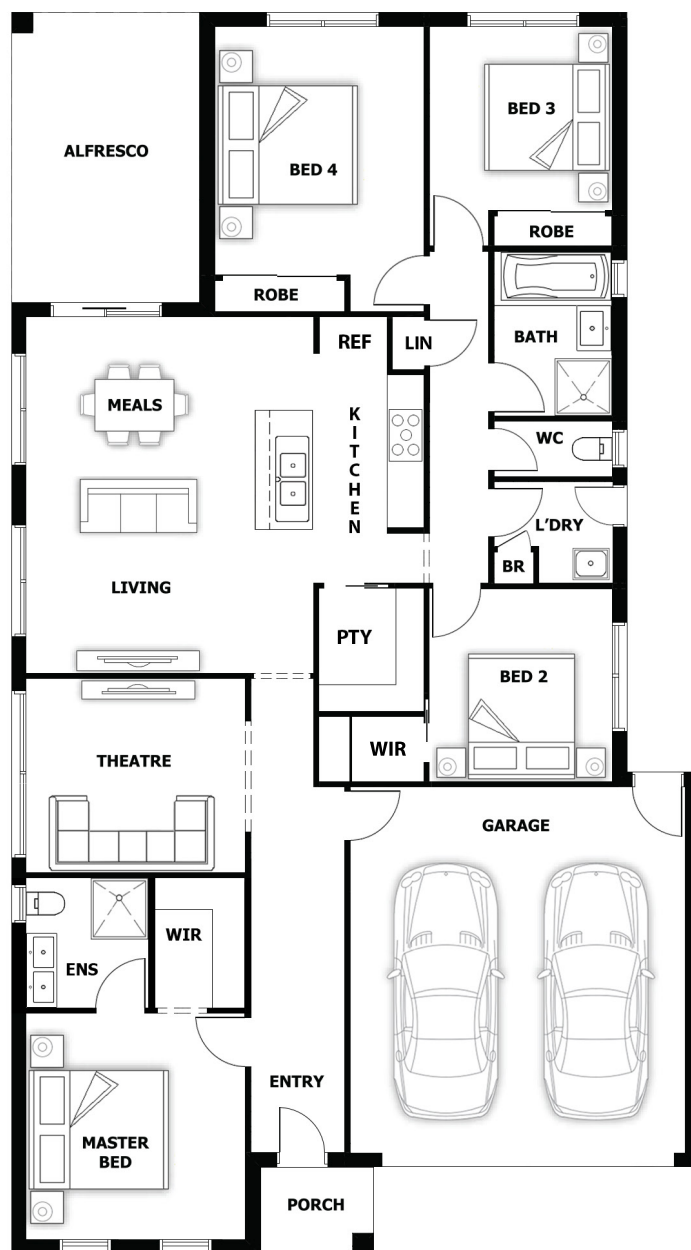 ALFRESCO
BED 4
BED 3
ROBE
ROBE
REF
LIN
BATH
MEALS
KITCHEN
WC
L'DRY
BR
LIVING
PTY
BED 2
WIR
THEATRE
GARAGE
WIR
ENS
ENTRY
MASTER
BED
PORCH